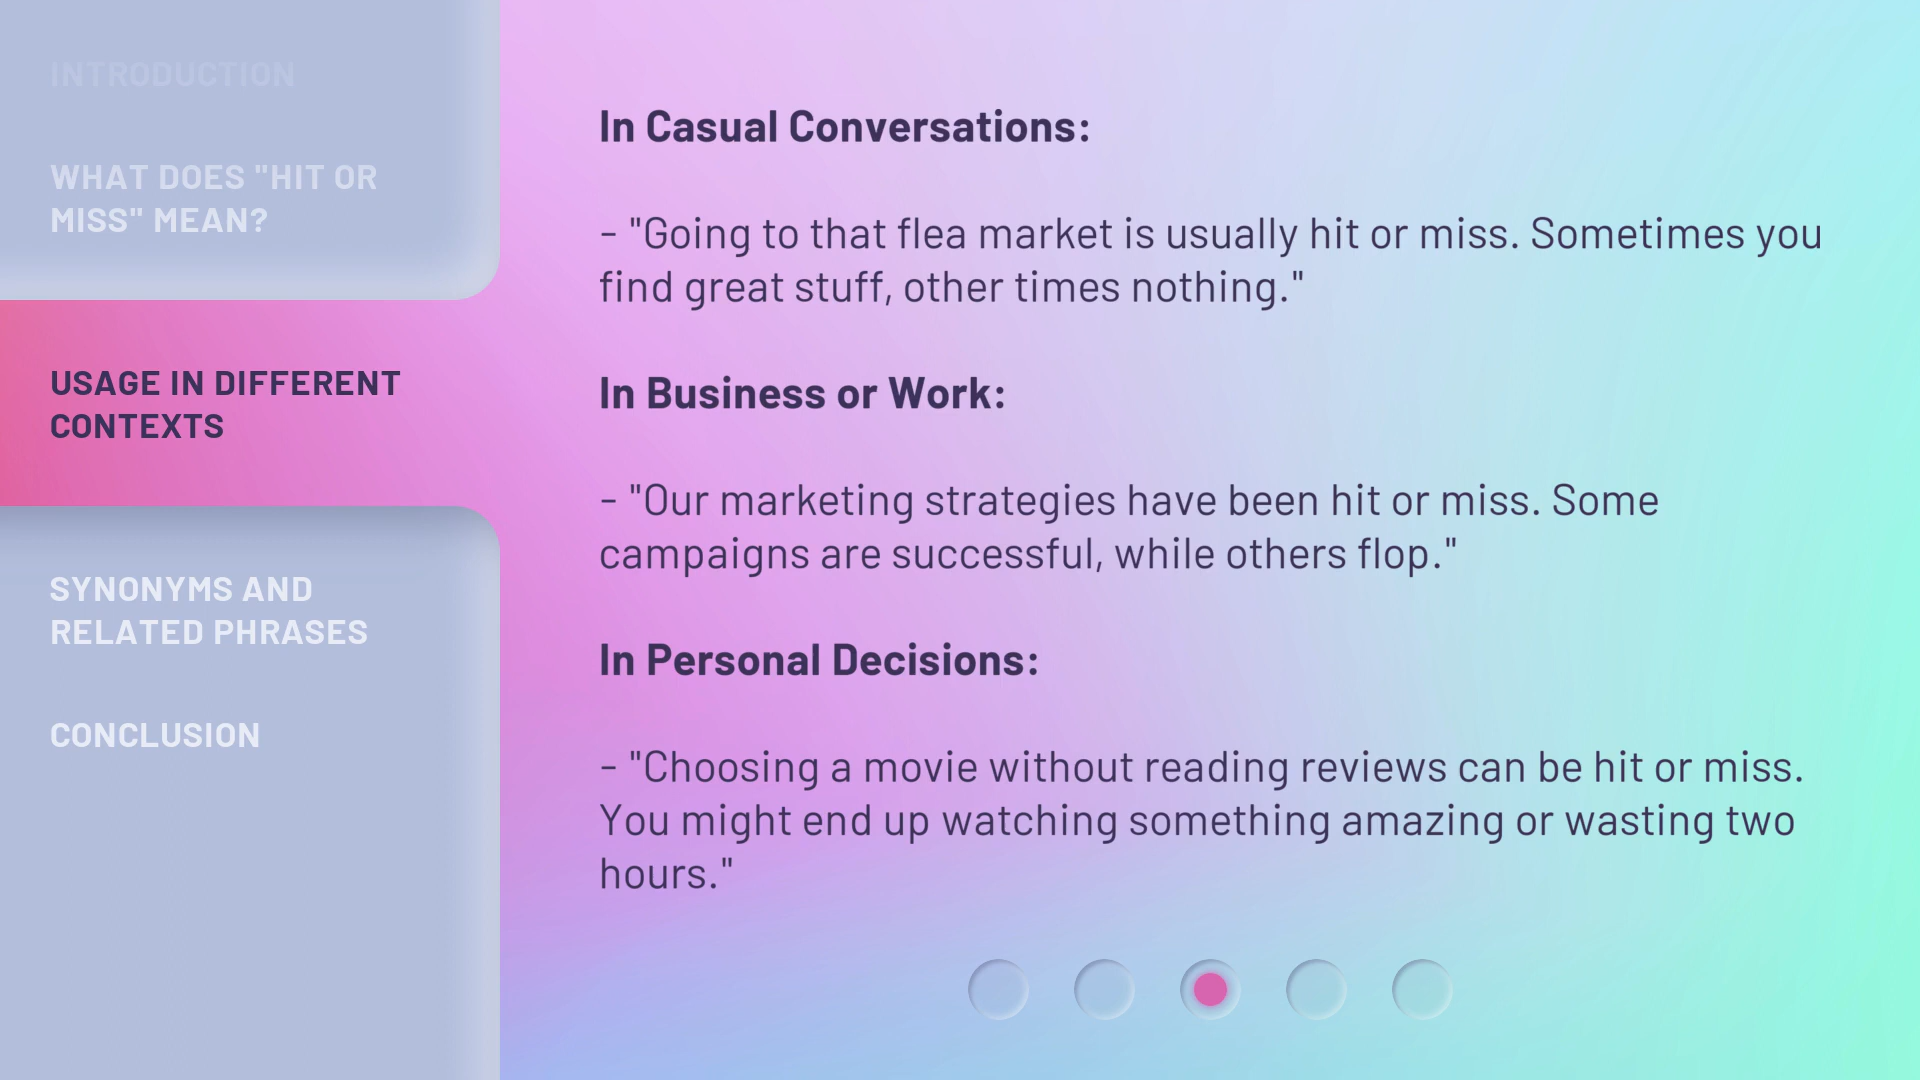 INTRODUCTION
WHAT DOES "HIT OR
MISS" MEAN?
USAGE IN DIFFERENT
CONTEXTS
SYNONYMS AND
RELATED PHRASES
CONCLUSION
In Casual Conversations:
- "Going to that flea market is usually hit or miss. Sometimes you
find great stuff, other times nothing."
In Business or Work:
- "Our marketing strategies have been hit or miss. Some
campaigns are successful, while others flop."
In Personal Decisions:
- "Choosing a movie without reading reviews can be hit or miss.
You might end up watching something amazing or wasting two
hours."